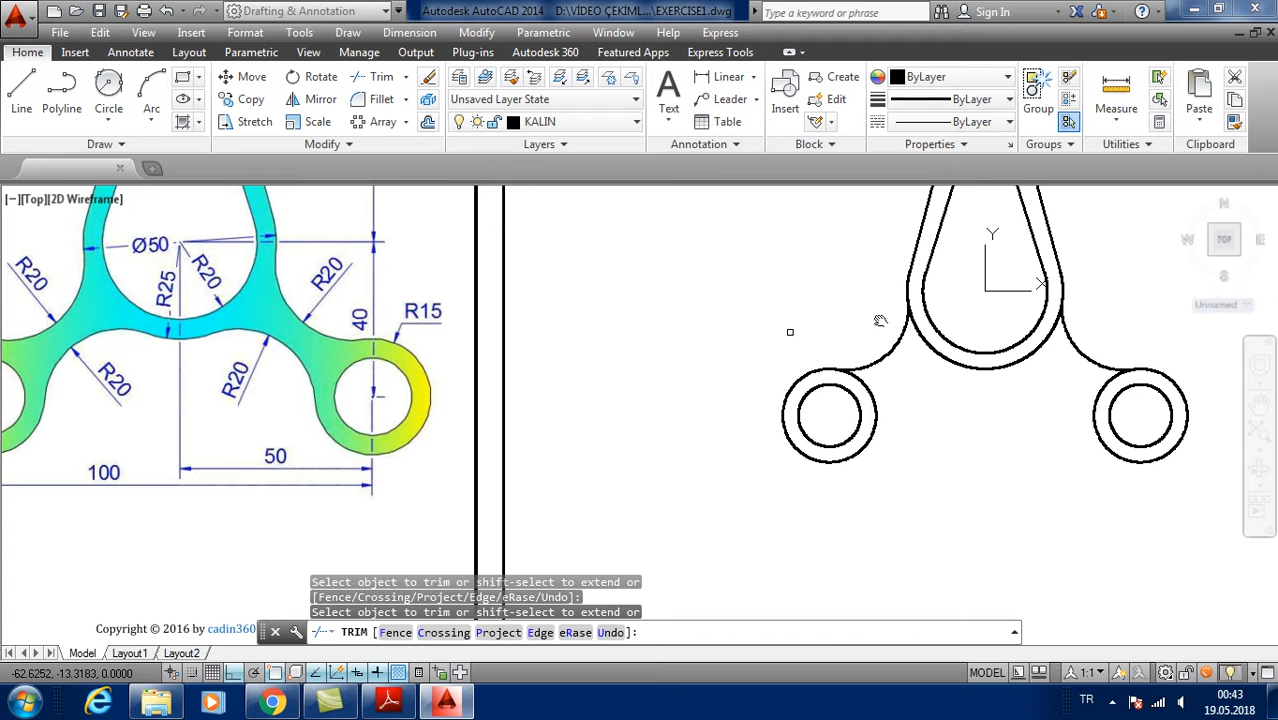 Drafting & Annotation
Autodesk AutoCAD 2014 D:\VİDEO ÇEKİML...\EXERCISE1.dwg
Type a keyword or phrase
Sign In
File Edit View Insert Format Tools Draw Dimension Modify Parametric Window Help Express
Home Insert Annotate Layout Parametric View Manage Output Plug-ins Autodesk 360 Featured Apps Express Tools
Line Polyline Circle Arc
Move Rotate Trim
Copy Mirror Fillet
Stretch Scale Array
Unsaved Layer State
KALIN
Text
Linear
Leader
Table
Insert
Create
Edit
ByLayer
ByLayer
ByLayer
Group
Measure
Paste
Draw Modify Layers Annotation Block Properties Groups Utilities Clipboard
[−][Top][2D Wireframe]
Ø50
R20
R25
R20
R20
R15
40
R20
R20
50
100
Y
X
N
W TOP E
S
Unnamed
Select object to trim or shift-select to extend or
[Fence/Crossing/Project/Edge/eRase/Undo]:
Select object to trim or shift-select to extend or
TRIM [Fence Crossing Project Edge eRase Undo]:
Copyright © 2016 by cadin360
Model Layout1 Layout2
-62.6252, -13.3183, 0.0000
MODEL
1:1
TR
00:43
19.05.2018